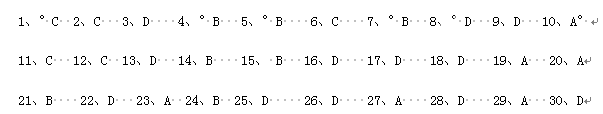 1、°C 2、C 3、D 4、°B 5、°B 6、C 7、°B 8、°D 9、D 10、A°
11、C 12、C 13、D 14、B 15、B 16、D 17、D 18、D 19、A 20、A
21、B 22、D 23、A 24、B 25、D 26、D 27、A 28、D 29、A 30、D